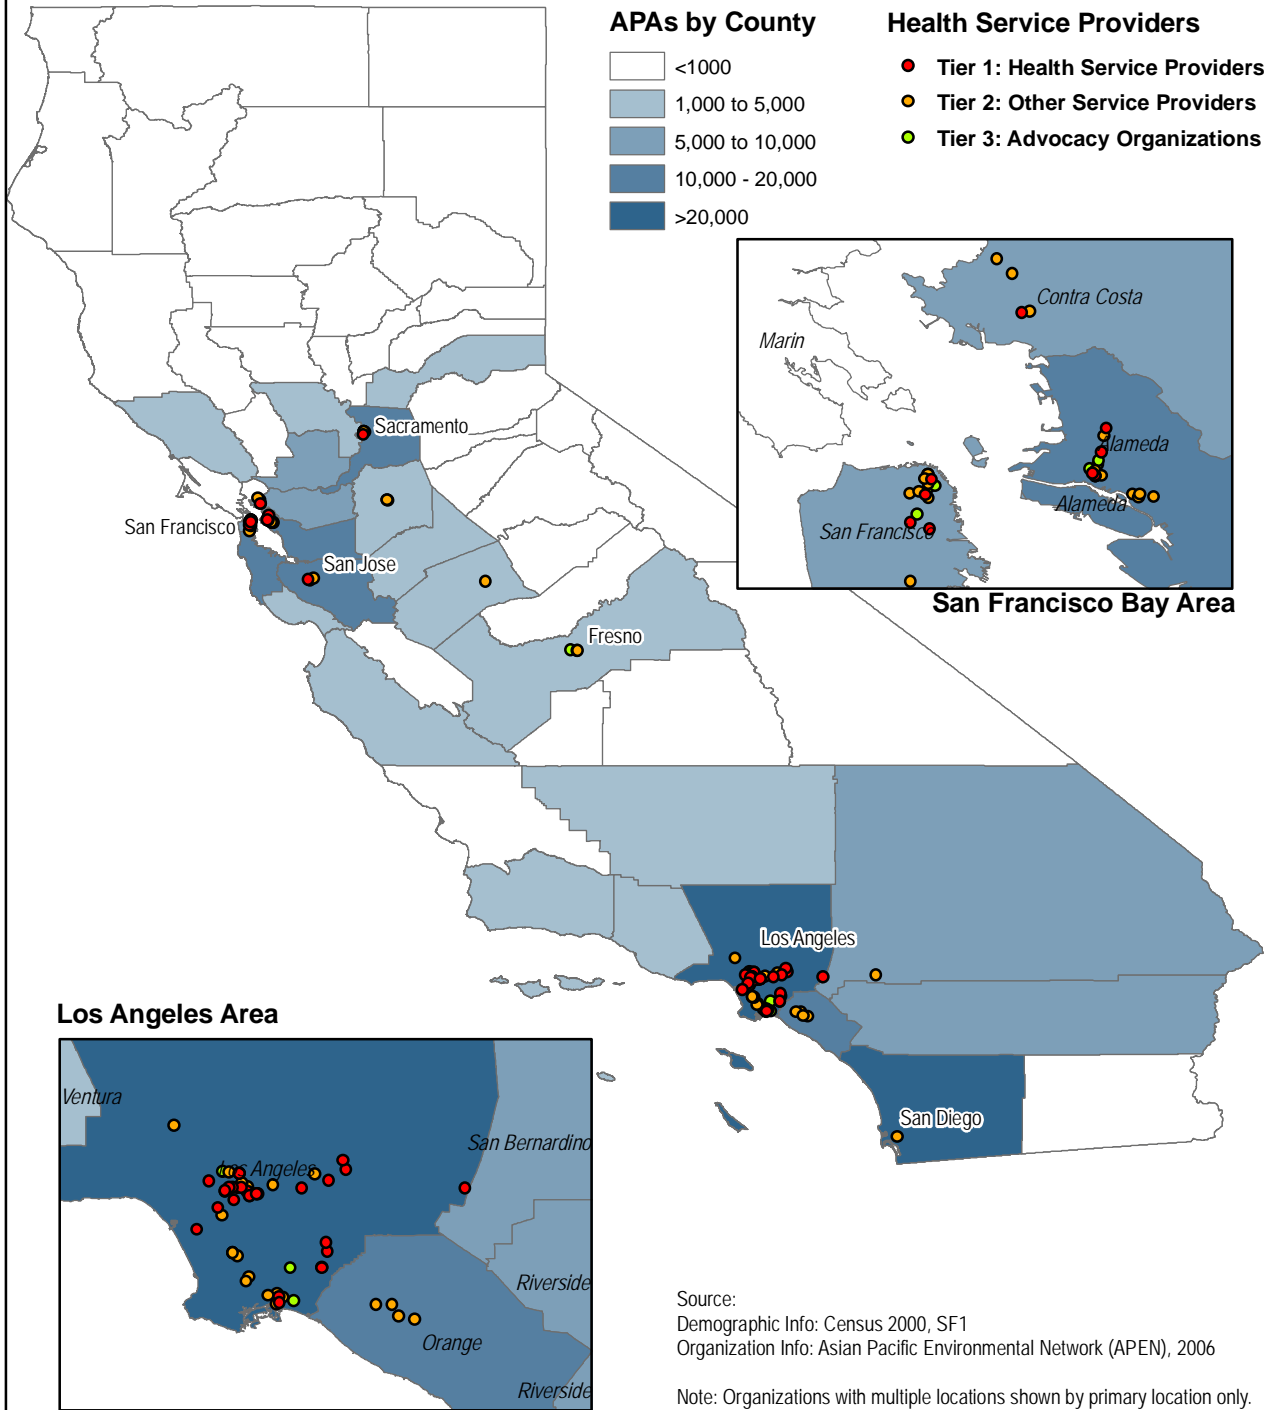 APAs by County
<1000
1,000 to 5,000
5,000 to 10,000
10,000 - 20,000
>20,000
Health Service Providers
Tier 1: Health Service Providers
Tier 2: Other Service Providers
Tier 3: Advocacy Organizations
Contra Costa
Marin
Alameda
Alameda
San Francisco
San Francisco Bay Area
Sacramento
San Francisco
San Jose
Fresno
Los Angeles
San Diego
Los Angeles Area
Ventura
San Bernardino
Los Angeles
Riverside
Orange
Riverside
Source:
Demographic Info: Census 2000, SF1
Organization Info: Asian Pacific Environmental Network (APEN), 2006
Note: Organizations with multiple locations shown by primary location only.